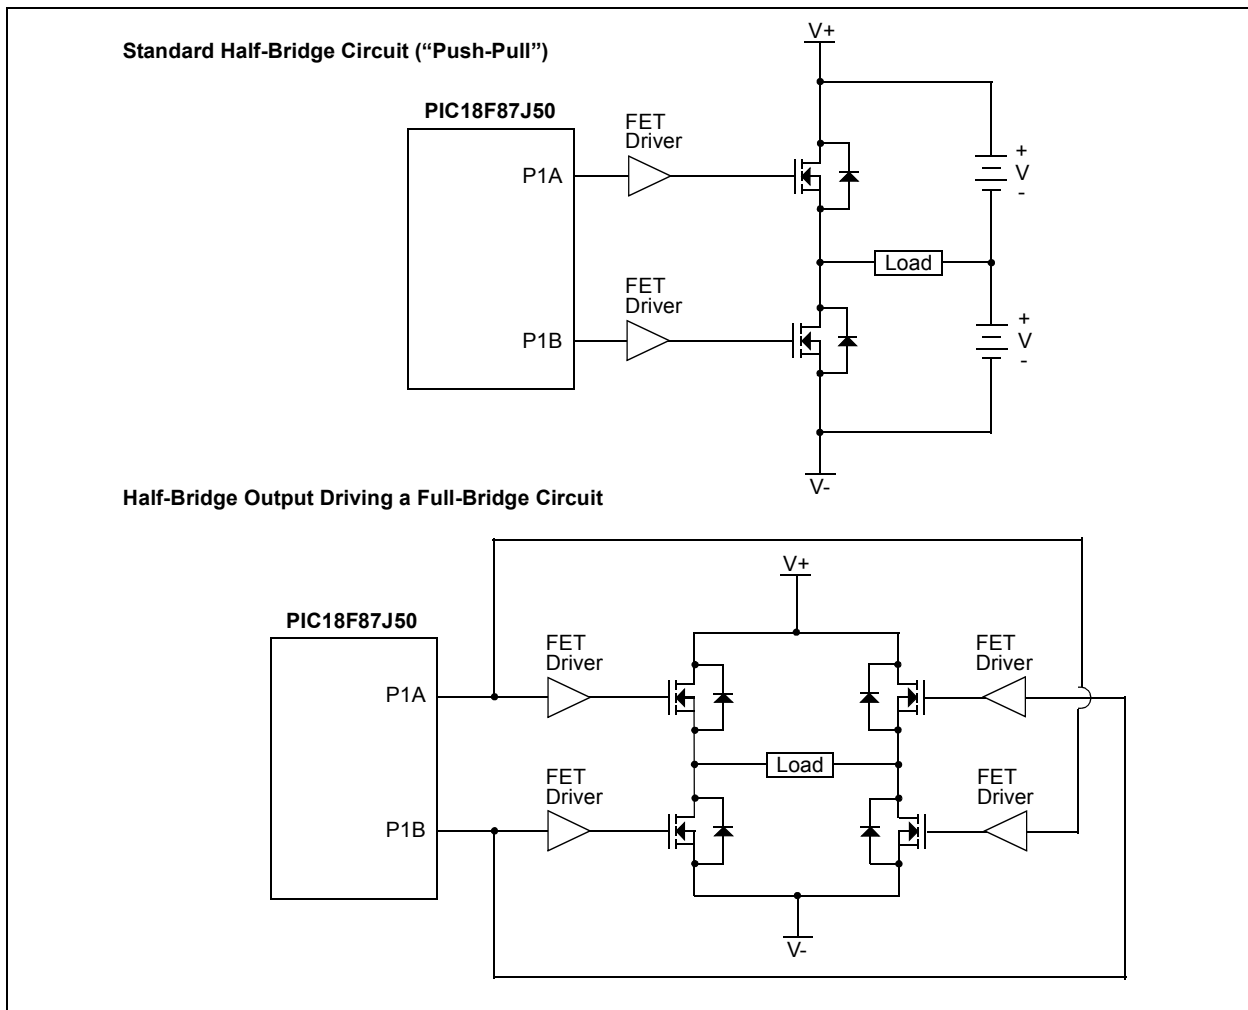 Standard Half-Bridge Circuit (“Push-Pull”)
V+
PIC18F87J50
FET
Driver
P1A
+
V
-
Load
FET
Driver
P1B
+
V
-
V-
Half-Bridge Output Driving a Full-Bridge Circuit
V+
PIC18F87J50
FET
Driver
FET
Driver
P1A
Load
FET
Driver
FET
Driver
P1B
V-